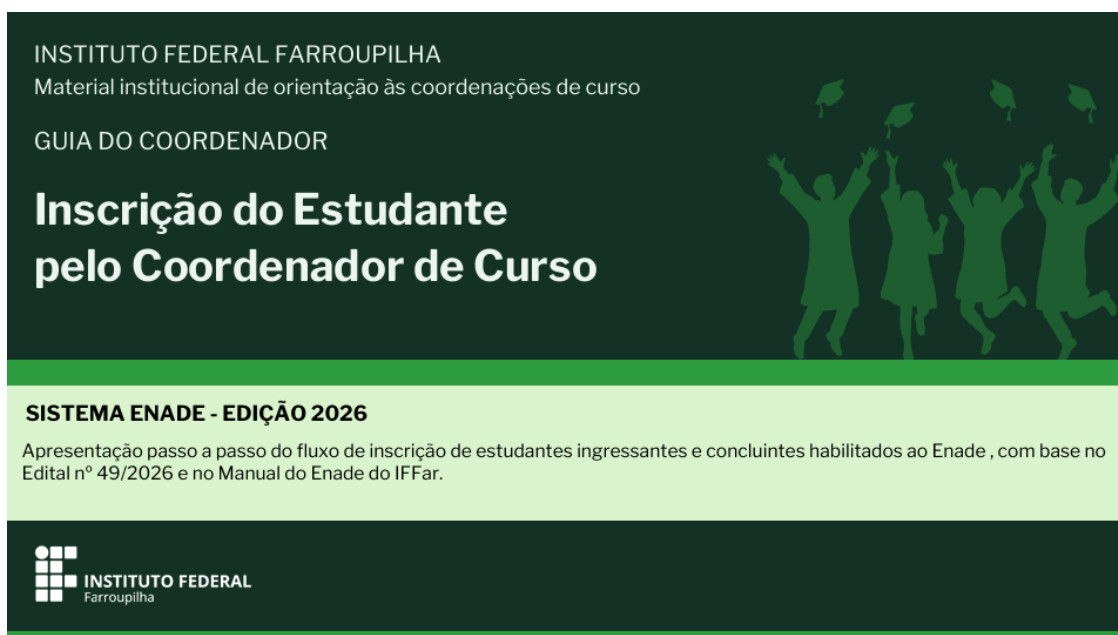 INSTITUTO FEDERAL FARROUPILHA
Material institucional de orientação às coordenações de curso
GUIA DO COORDENADOR
Inscrição do Estudante
pelo Coordenador de Curso
SISTEMA ENADE - EDIÇÃO 2026
Apresentação passo a passo do fluxo de inscrição de estudantes ingressantes e concluintes habilitados ao Enade , com base no
Edital nº 49/2026 e no Manual do Enade do IFFar.
INSTITUTO FEDERAL
Farroupilha